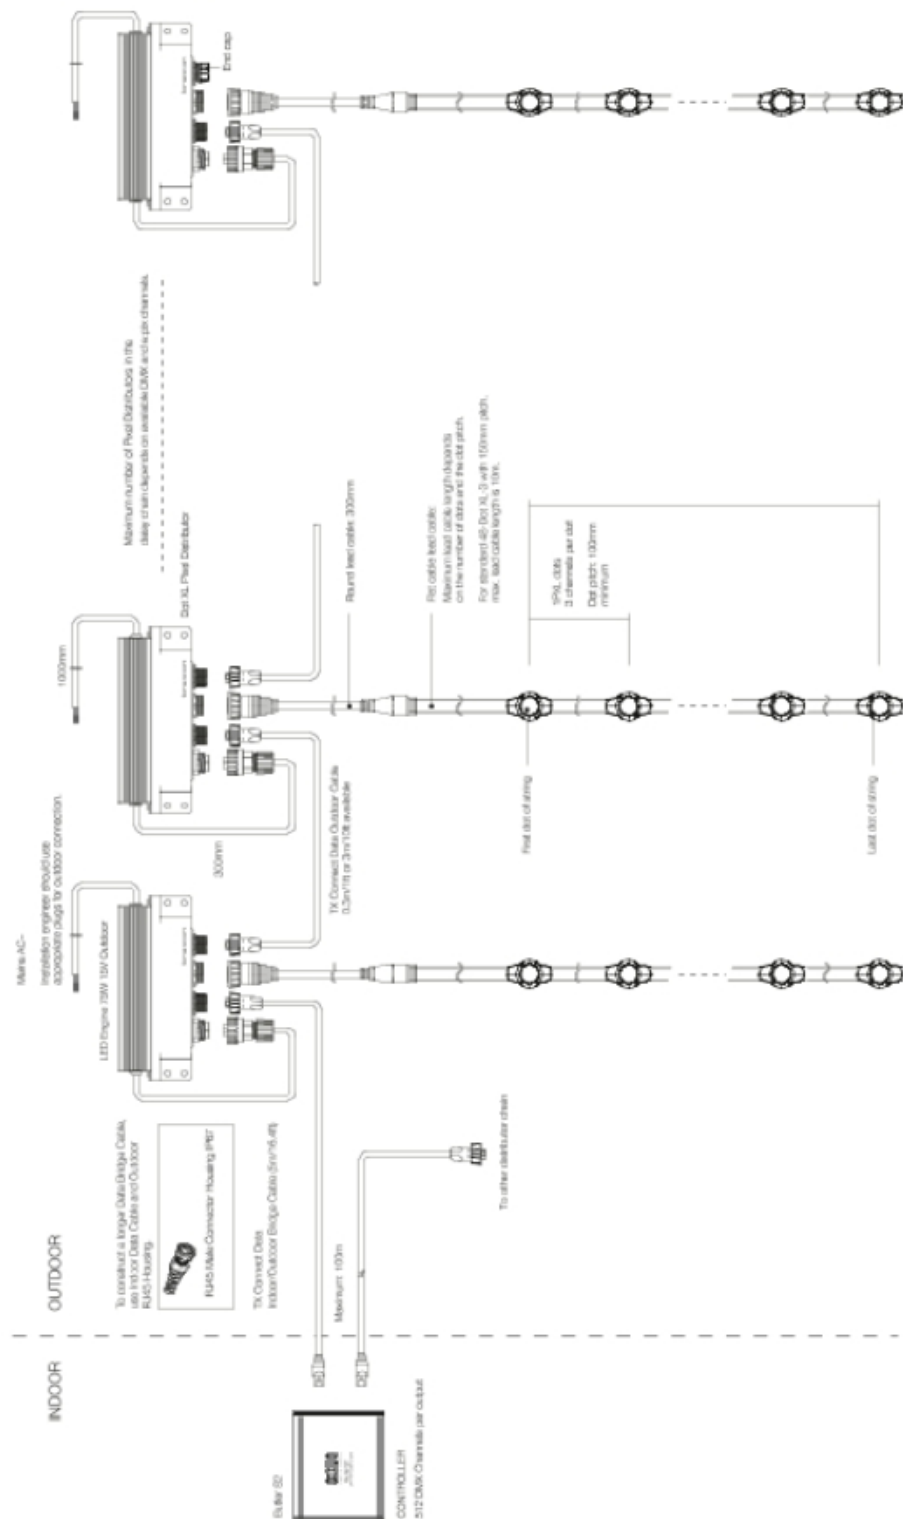 INDOOR
OUTDOOR
Butler S2
CONTROLLER
512 DMX Channels per output
To construct a longer Data Bridge Cable,
use Indoor Data Cable and Outdoor
RJ45 Housing.
RJ45 Male Connector Housing IP67
TX Connect Data
Indoor/Outdoor Bridge Cable (5m/16.4ft)
Maximum: 100m
To other distributor chain
Mains AC~
Installation engineer should use
appropriate plugs for outdoor connection.
LED Engine 75W 15V Outdoor
300mm
TX Connect Data Outdoor Cable
0.3m/1ft or 3m/10ft available
First dot of string
Last dot of string
1000mm
Dot XL Pixel Distributor
Round lead cable: 300mm
Flat cable lead cable:
Maximum lead cable length depends
on the number of dots and the dot pitch.
For standard 48-Dot XL-3 with 150mm pitch,
max. lead cable length is 10m.
dots
3 channels per dot
Dot pitch: 100mm
minimum
Maximum number of Pixel Distributors in the
daisy chain depends on available DMX and channels.
End cap